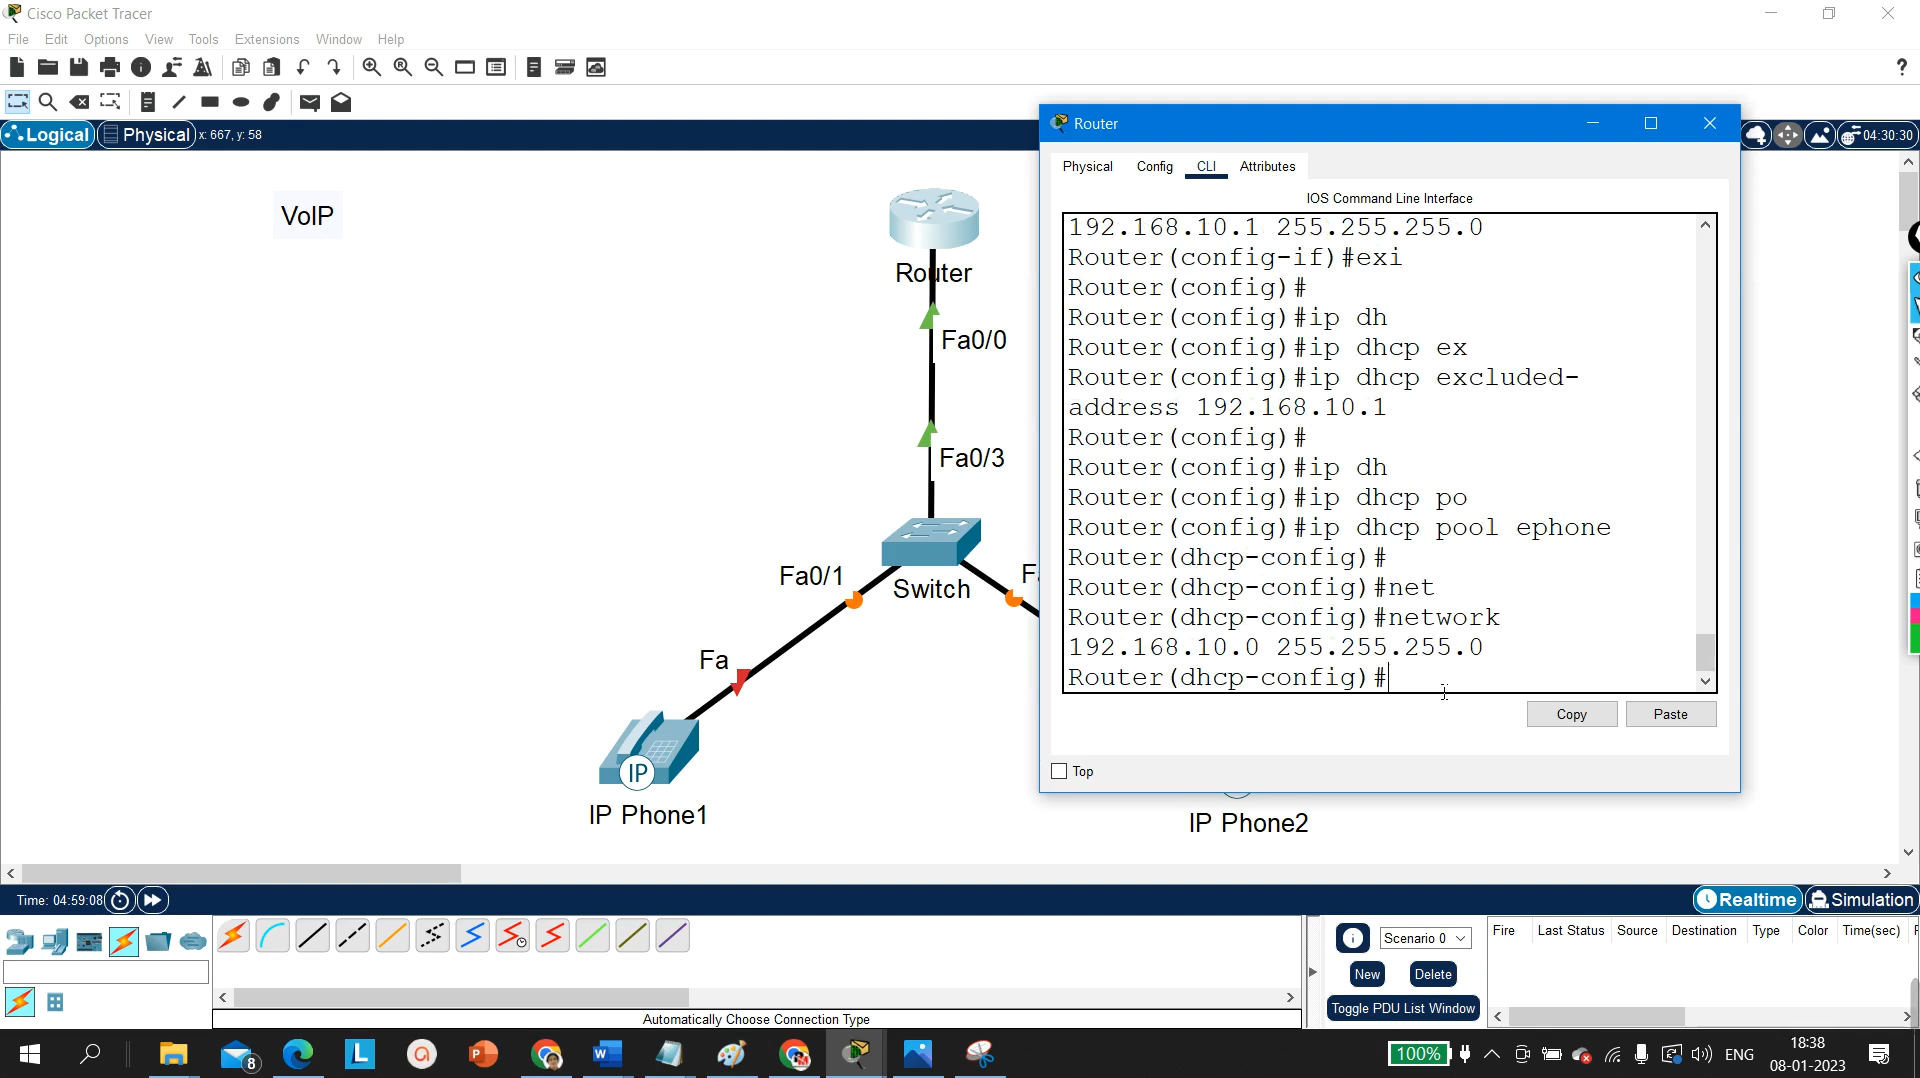 Cisco Packet Tracer
File Edit Options View Tools Extensions Window Help
?
Logical Physical x: 667, y: 58
04:30:30
VoIP
Router
Fa0/0
Fa0/3
Fa0/1
Switch
Fa
IP
IP Phone1
IP Phone2
Router
Physical Config CLI Attributes
IOS Command Line Interface
192.168.10.1 255.255.255.0
Router(config-if)#exi
Router(config)#
Router(config)#ip dh
Router(config)#ip dhcp ex
Router(config)#ip dhcp excluded-
address 192.168.10.1
Router(config)#
Router(config)#ip dh
Router(config)#ip dhcp po
Router(config)#ip dhcp pool ephone
Router(dhcp-config)#
Router(dhcp-config)#net
Router(dhcp-config)#network
192.168.10.0 255.255.255.0
Router(dhcp-config)#
Copy Paste
Top
Time: 04:59:08
Realtime Simulation
Scenario 0
New Delete
Toggle PDU List Window
Fire Last Status Source Destination Type Color Time(sec)
Automatically Choose Connection Type
8
L
100%
ENG
18:38
08-01-2023